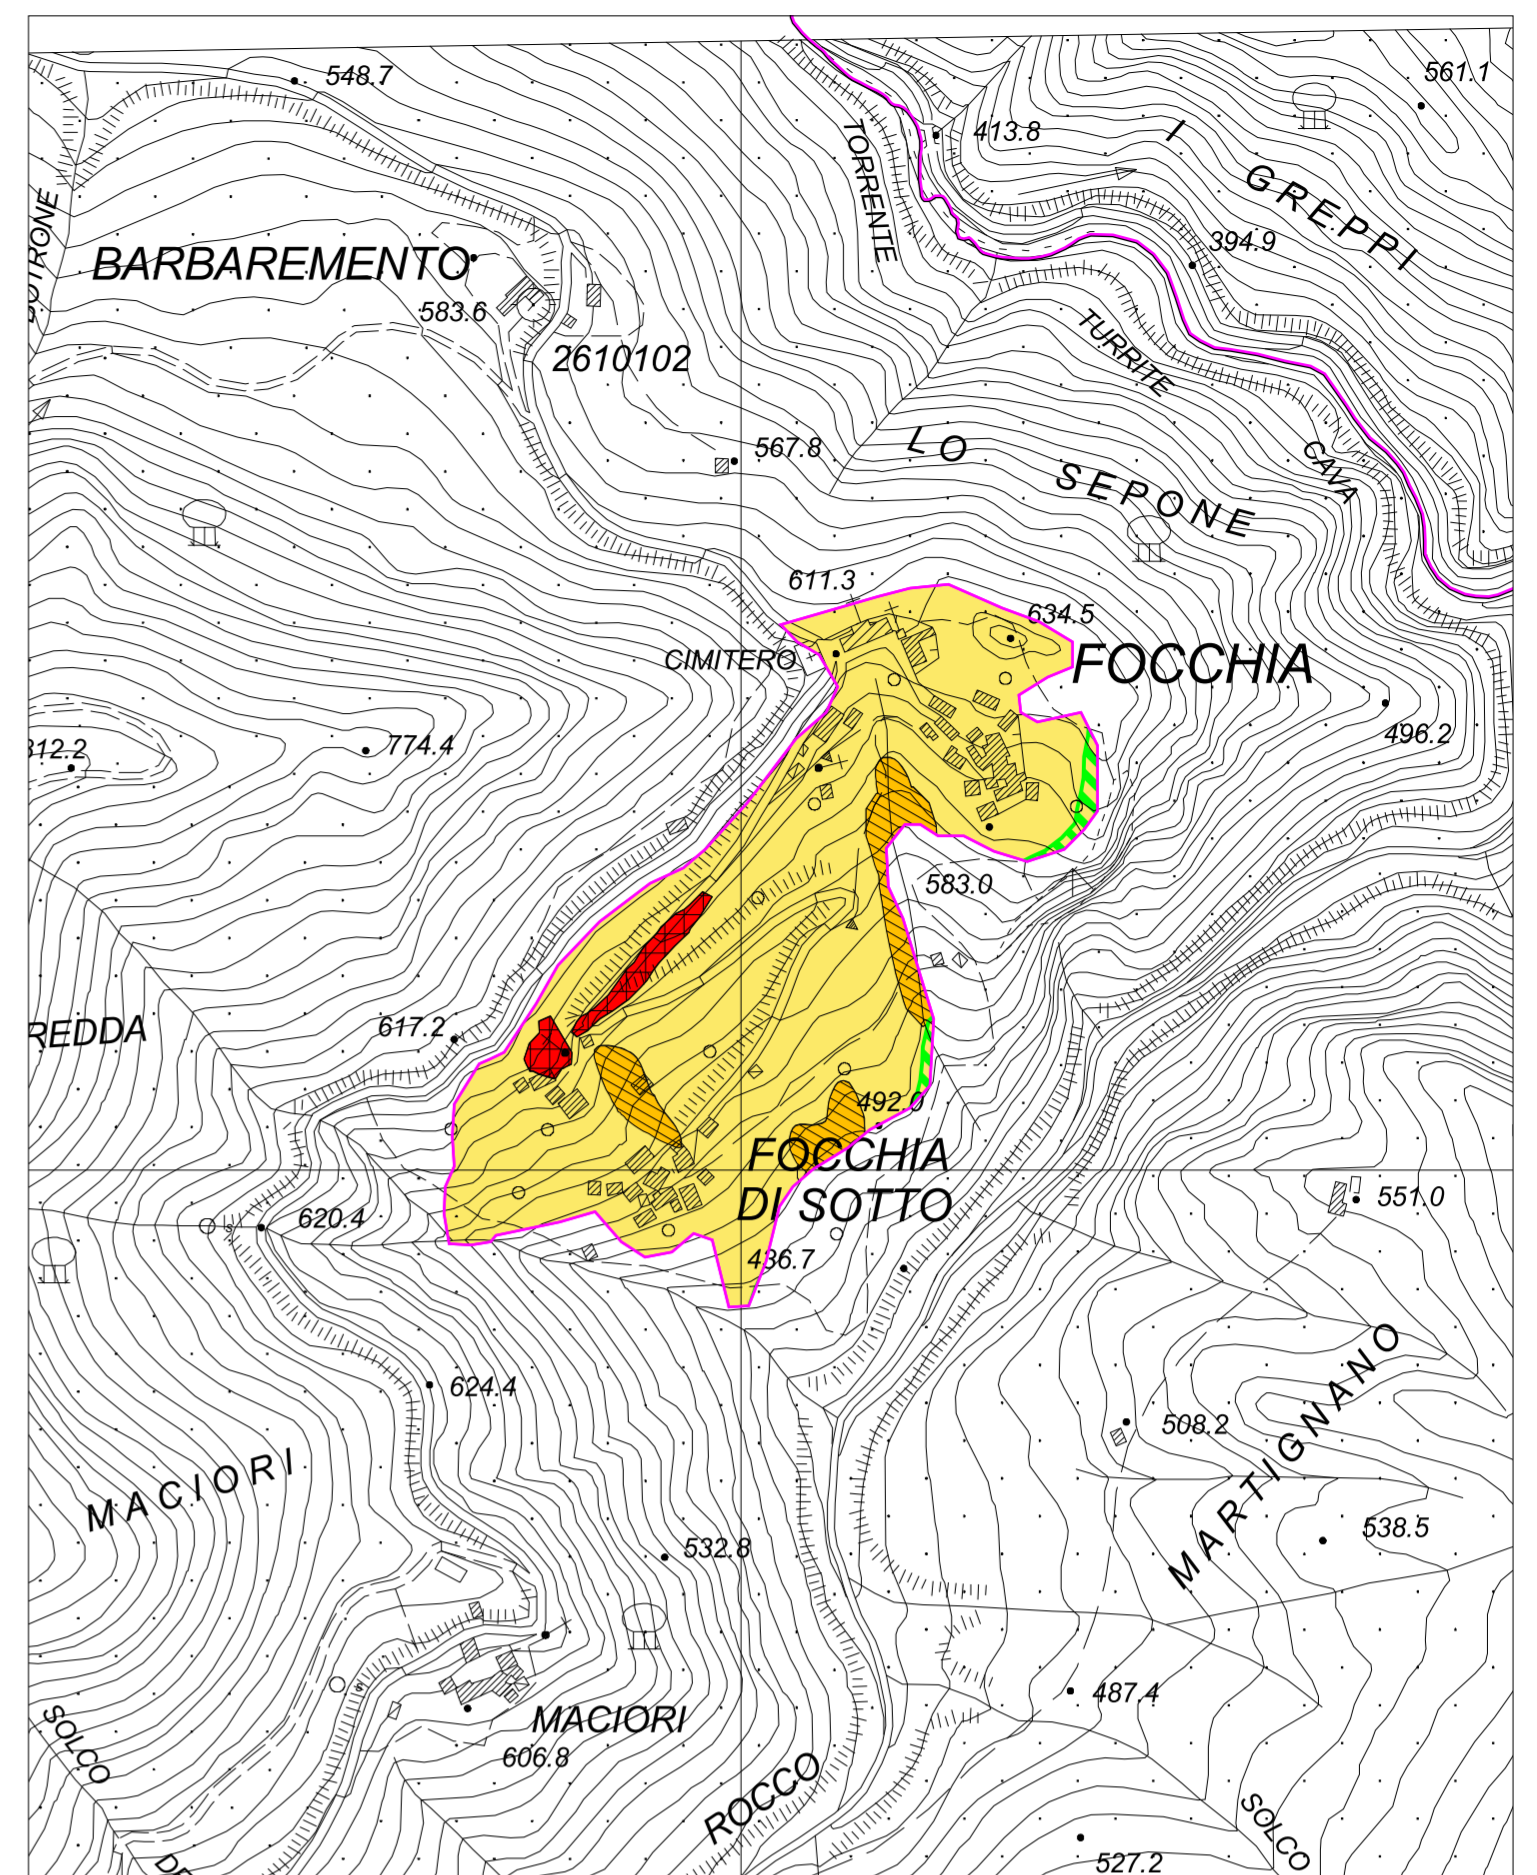 548.7
561.1
413.8
I GREPPI
TORRENTE
BARBAREMENTO
394.9
583.6
2610102
TURRITE
567.8
LO SEPONE
CAVA
611.3
634.5
CIMITERO
FOCCHIA
774.4
496.2
583.0
617.2
492.0
FOCCHIA
DI SOTTO
551.0
620.4
436.7
624.4
508.2
MARTIGNANO
MACIORI
538.5
532.8
487.4
MACIORI
606.8
SOLCO
ROCCO
SOLCO
527.2